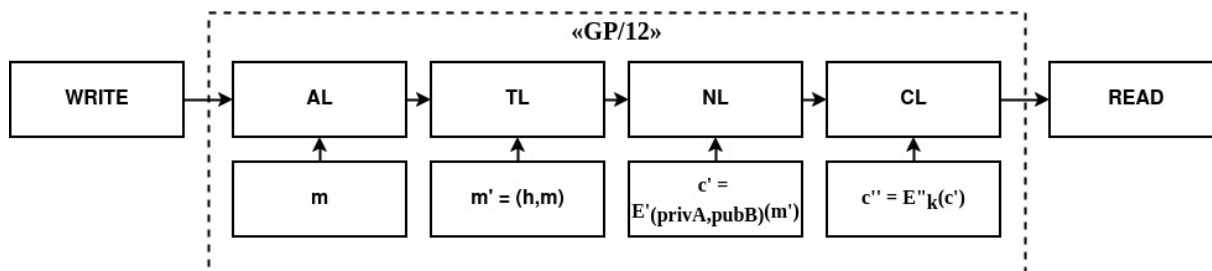 «GP/12»
WRITE
AL
TL
NL
CL
READ
m
m' = (h,m)
c' =
E'(privA,pubB)(m')
c'' = E"k(c')